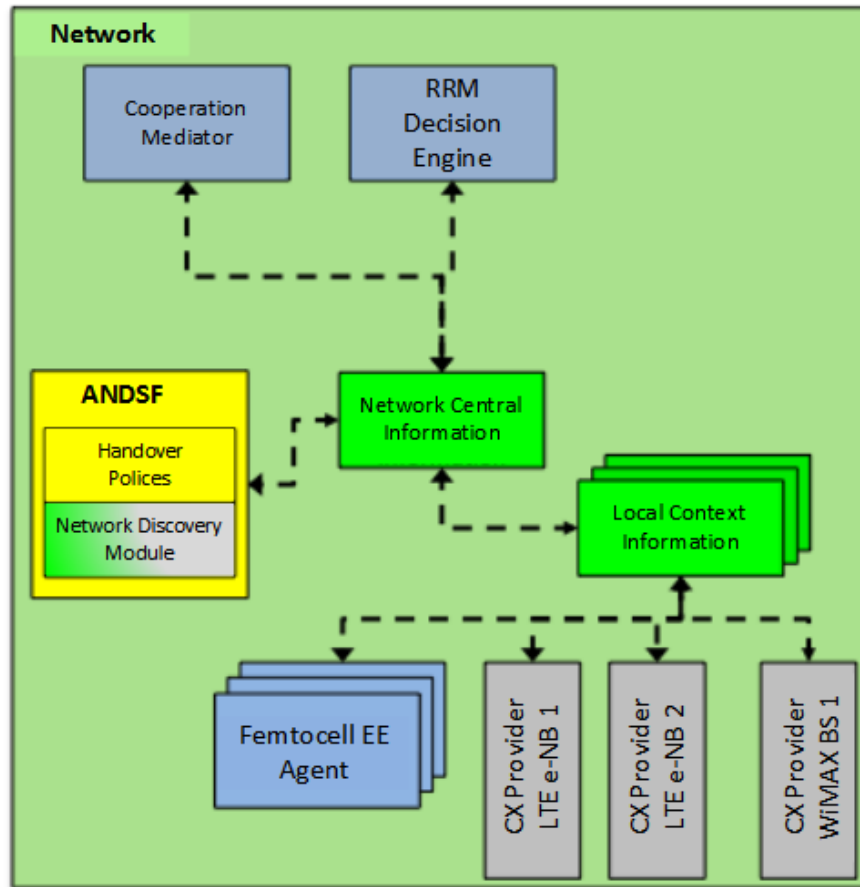 Network
Cooperation
Mediator
RRM
Decision
Engine
ANDSF
Handover
Polices
Network Discovery
Module
Network Central
Information
Local Context
Information
Femtocell EE
Agent
CX Provider
LTE e-NB 1
CX Provider
LTE e-NB 2
CX Provider
WiMAX BS 1